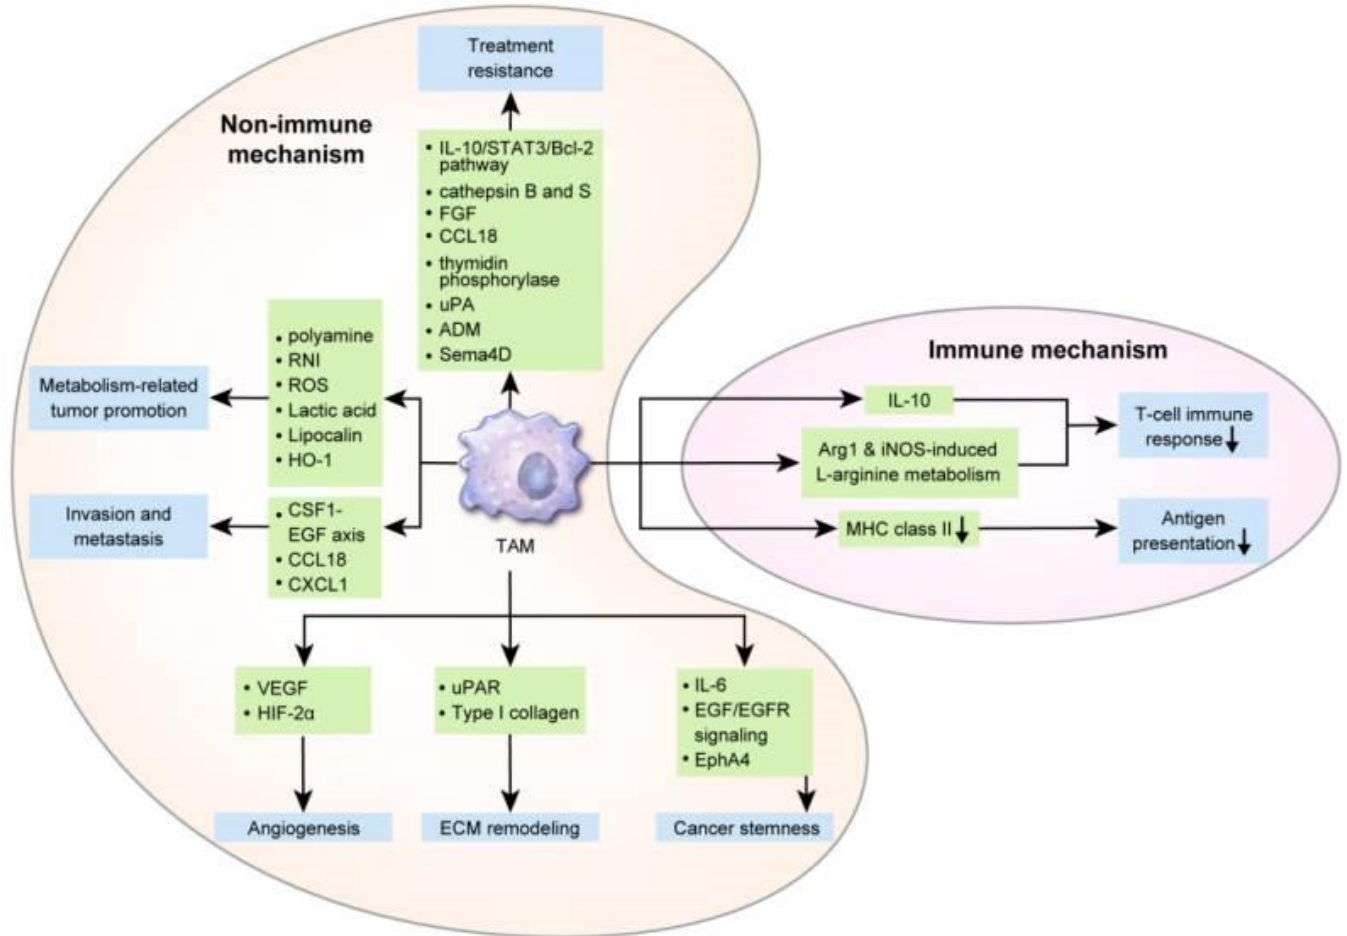 Treatment
resistance
Non-immune
mechanism
• IL-10/STAT3/Bcl-2
pathway
• cathepsin B and S
• FGF
• CCL18
• thymidin
phosphorylase
• uPA
• ADM
• Sema4D
• polyamine
• RNI
• ROS
• Lactic acid
• Lipocalin
• HO-1
Metabolism-related
tumor promotion
Invasion and
metastasis
• CSF1-
EGF axis
• CCL18
• CXCL1
TAM
Immune mechanism
IL-10
Arg1 & iNOS-induced
L-arginine metabolism
MHC class II ↓
T-cell immune
response ↓
Antigen
presentation ↓
• VEGF
• HIF-2α
• uPAR
• Type I collagen
• IL-6
• EGF/EGFR
signaling
• EphA4
Angiogenesis
ECM remodeling
Cancer stemness